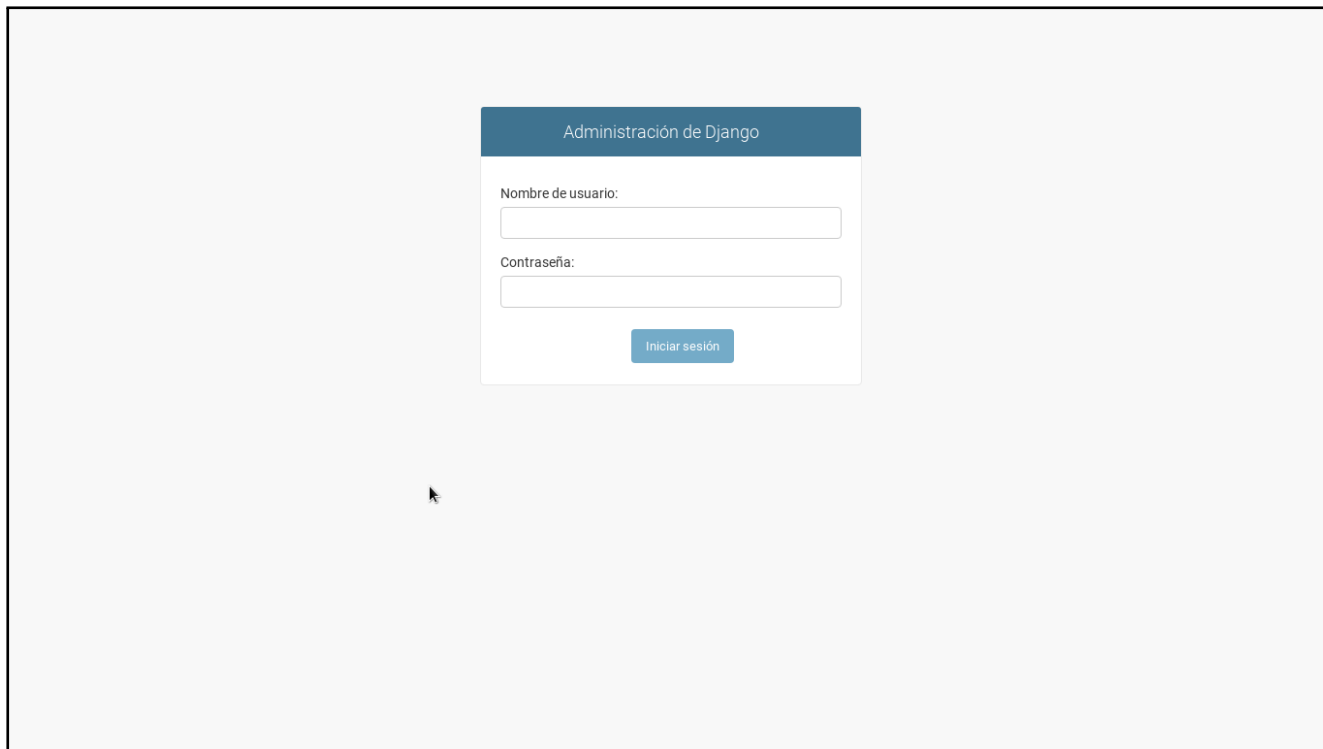 Administración de Django
Nombre de usuario:
Contraseña:
Iniciar sesión